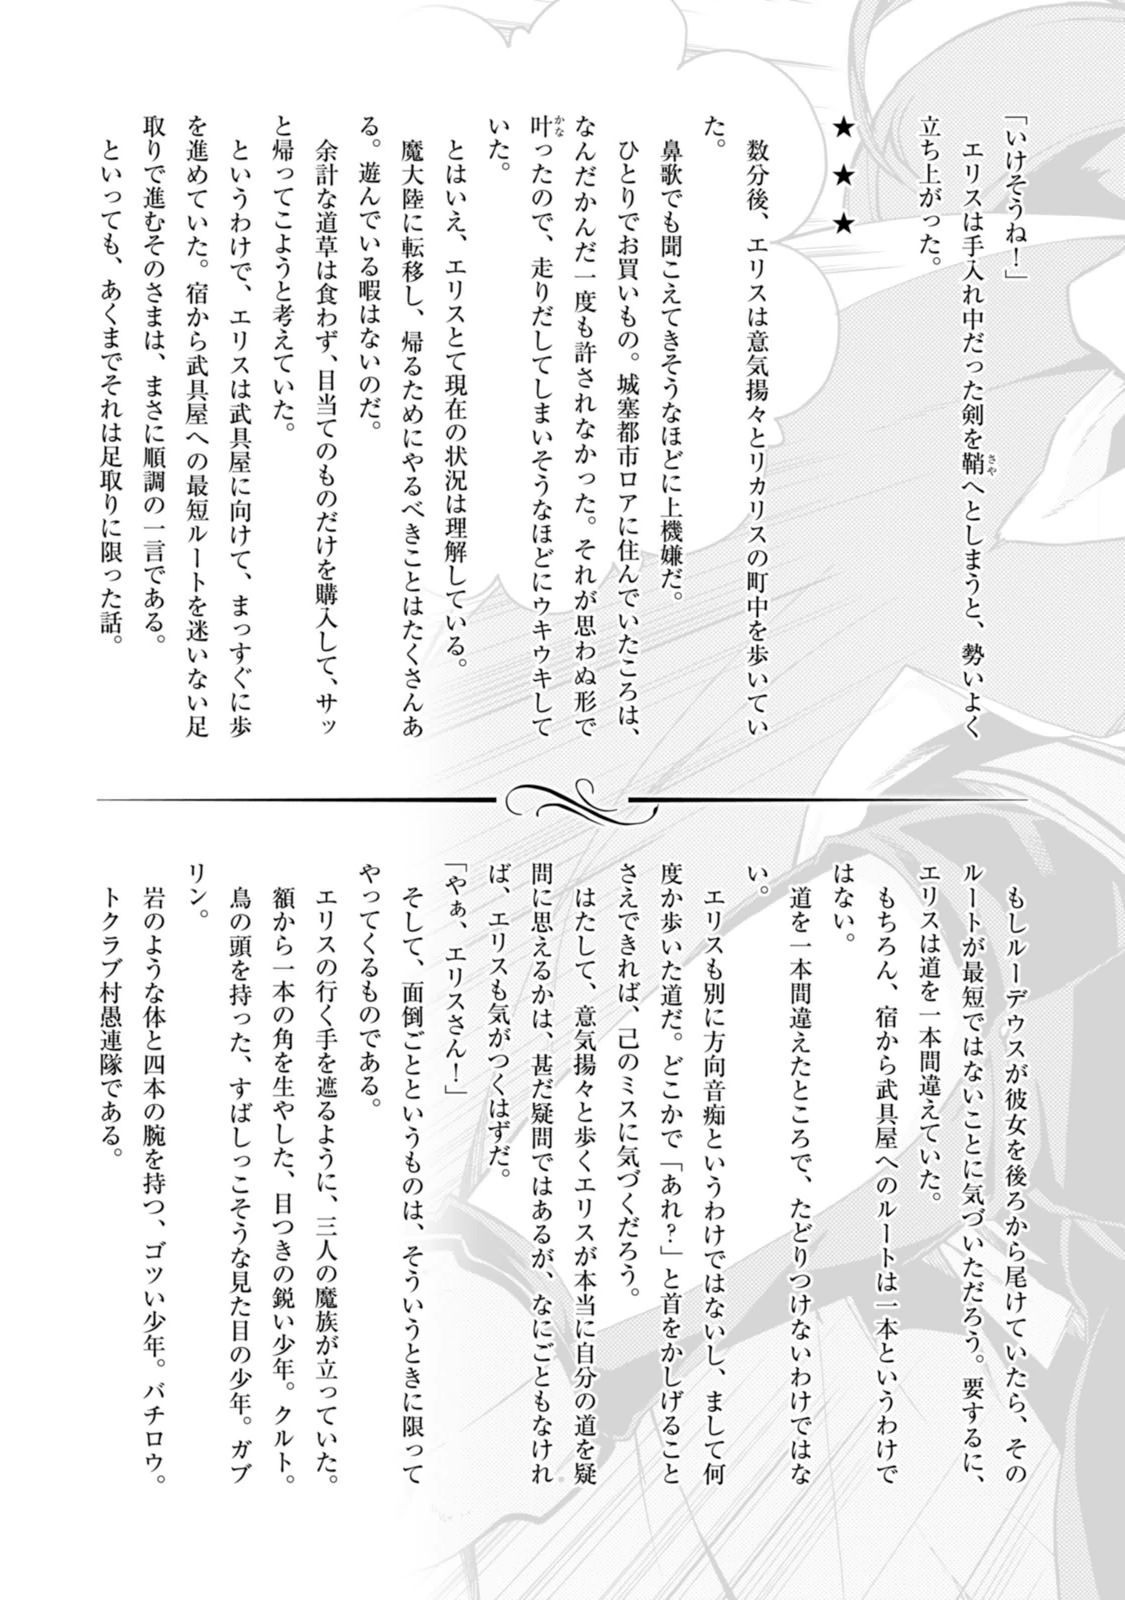 「いけそうね！」
エリスは手入れ中だった剣を鞘へとしまうと、勢いよく
立ち上がった。
★ ★ ★
数分後、エリスは意気揚々とリカリスの町中を歩いてい
た。
鼻歌でも聞こえてきそうなほどに上機嫌だ。
ひとりでお買いもの。城塞都市ロアに住んでいたころは、
なんだかんだ一度も許されなかった。それが思わぬ形で
叶ったので、走りだしてしまいそうなほどにウキウキして
いた。
とはいえ、エリスとて現在の状況は理解している。
魔大陸に転移し、帰るためにやるべきことはたくさんあ
る。遊んでいる暇はないのだ。
余計な道草は食わず、目当てのものだけを購入して、サッ
と帰ってこようと考えていた。
というわけで、エリスは武具屋に向けて、まっすぐに歩
を進めていた。宿から武具屋への最短ルートを迷いない足
取りで進むそのさまは、まさに順調の一言である。
といっても、あくまでそれは足取りに限った話。
もしルーデウスが彼女を後ろから尾けていたら、その
ルートが最短ではないことに気づいただろう。要するに、
エリスは道を一本間違えていた。
もちろん、宿から武具屋へのルートは一本というわけで
はない。
道を一本間違えたところで、たどりつけないわけではな
い。
エリスも別に方向音痴というわけではないし、まして何
度か歩いた道だ。どこかで「あれ？」と首をかしげること
さえできれば、己のミスに気づくだろう。
はたして、意気揚々と歩くエリスが本当に自分の道を疑
問に思えるかは、甚だ疑問ではあるが、なにごともなけれ
ば、エリスも気がつくはずだ。
「やぁ、エリスさん！」
そして、面倒ごとというものは、そういうときに限って
やってくるものである。
エリスの行く手を遮るように、三人の魔族が立っていた。
額から一本の角を生やした、目つきの鋭い少年。クルト。
鳥の頭を持った、すばしっこそうな見た目の少年。ガブ
リン。
岩のような体と四本の腕を持つ、ゴツい少年。バチロウ。
トクラブ村愚連隊である。
かな
さや